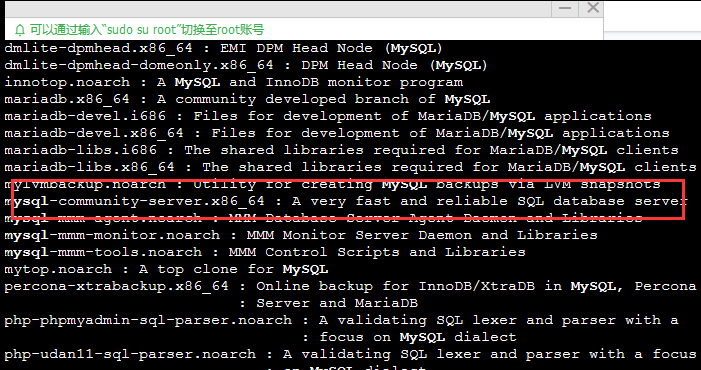 可以通过输入“sudo su root”切换至root账号
dmlite-dpmhead.x86_64 : EMI DPM Head Node (MySQL)
dmlite-dpmhead-domeonly.x86_64 : DPM Head Node (MySQL)
innotop.noarch : A MySQL and InnoDB monitor program
mariadb.x86_64 : A community developed branch of MySQL
mariadb-devel.i686 : Files for development of MariaDB/MySQL applications
mariadb-devel.x86_64 : Files for development of MariaDB/MySQL applications
mariadb-libs.i686 : The shared libraries required for MariaDB/MySQL clients
mariadb-libs.x86_64 : The shared libraries required for MariaDB/MySQL clients
mylvmbackup.noarch : Utility for creating MySQL backups via LVM snapshots
mysql-community-server.x86_64 : A very fast and reliable SQL database server
mysql-mmm-agent.noarch : MMM Database Server Agent Daemon and Libraries
mysql-mmm-monitor.noarch : MMM Monitor Server Daemon and Libraries
mysql-mmm-tools.noarch : MMM Control Scripts and Libraries
mytop.noarch : A top clone for MySQL
percona-xtrabackup.x86_64 : Online backup for InnoDB/XtraDB in MySQL, Percona
: Server and MariaDB
php-phpmyadmin-sql-parser.noarch : A validating SQL lexer and parser with a
: focus on MySQL dialect
php-udan11-sql-parser.noarch : A validating SQL lexer and parser with a focus
: on MySQL dialect